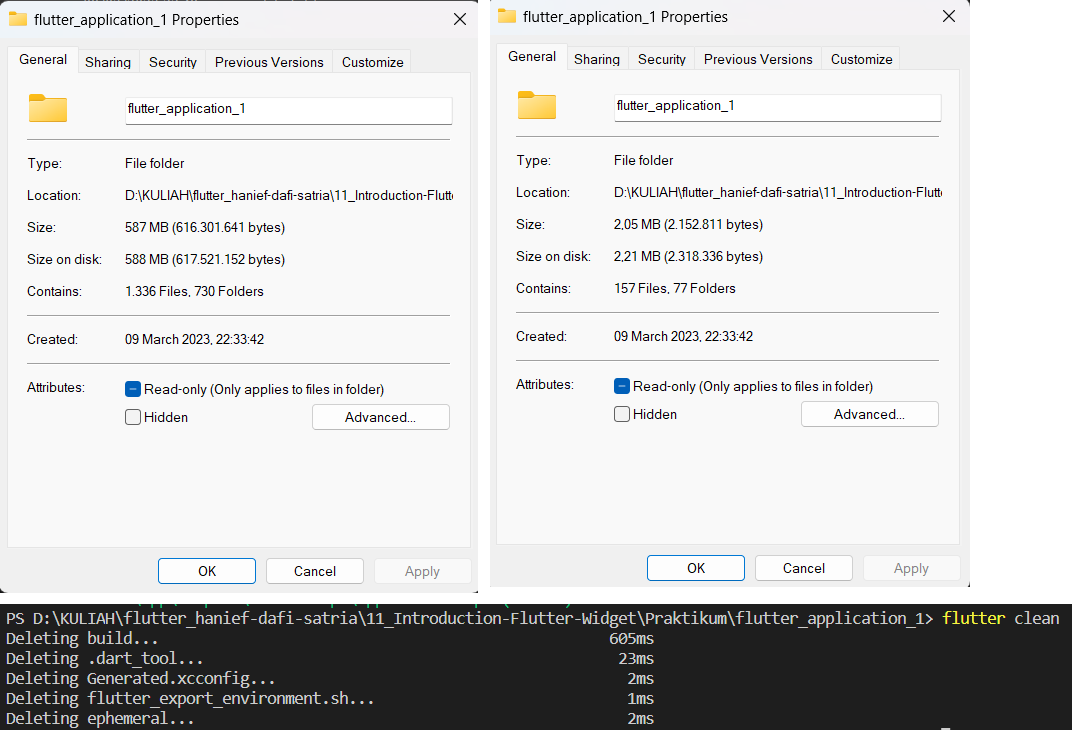 flutter_application_1 Properties
General Sharing Security Previous Versions Customize
flutter_application_1
Type: File folder
Location: D:\KULIAH\flutter_hanief-dafi-satria\11_Introduction-Flutt
Size: 587 MB (616.301.641 bytes)
Size on disk: 588 MB (617.521.152 bytes)
Contains: 1.336 Files, 730 Folders
Created: 09 March 2023, 22:33:42
Attributes: Read-only (Only applies to files in folder)
Hidden Advanced...
OK Cancel Apply
flutter_application_1 Properties
General Sharing Security Previous Versions Customize
flutter_application_1
Type: File folder
Location: D:\KULIAH\flutter_hanief-dafi-satria\11_Introduction-Flutt
Size: 2,05 MB (2.152.811 bytes)
Size on disk: 2,21 MB (2.318.336 bytes)
Contains: 157 Files, 77 Folders
Created: 09 March 2023, 22:33:42
Attributes: Read-only (Only applies to files in folder)
Hidden Advanced...
OK Cancel Apply
PS D:\KULIAH\flutter_hanief-dafi-satria\11_Introduction-Flutter-Widget\Praktikum\flutter_application_1> flutter clean
Deleting build... 605ms
Deleting .dart_tool... 23ms
Deleting Generated.xcconfig... 2ms
Deleting flutter_export_environment.sh... 1ms
Deleting ephemeral... 2ms